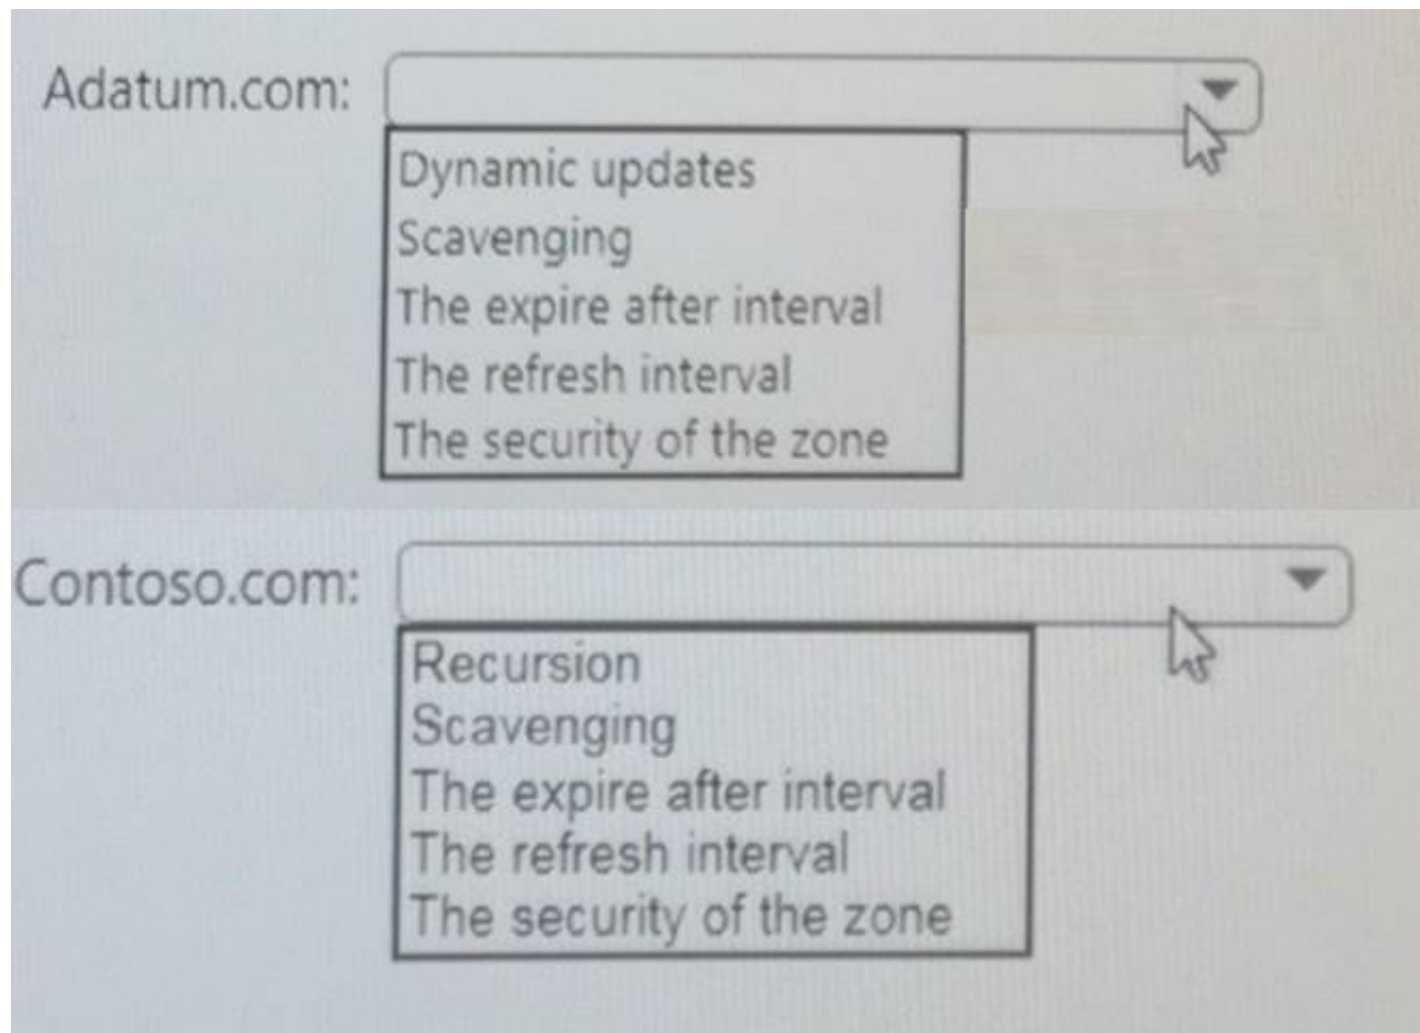 Adatum.com:
Dynamic updates
Scavenging
The expire after interval
The refresh interval
The security of the zone
Contoso.com:
Recursion
Scavenging
The expire after interval
The refresh interval
The security of the zone